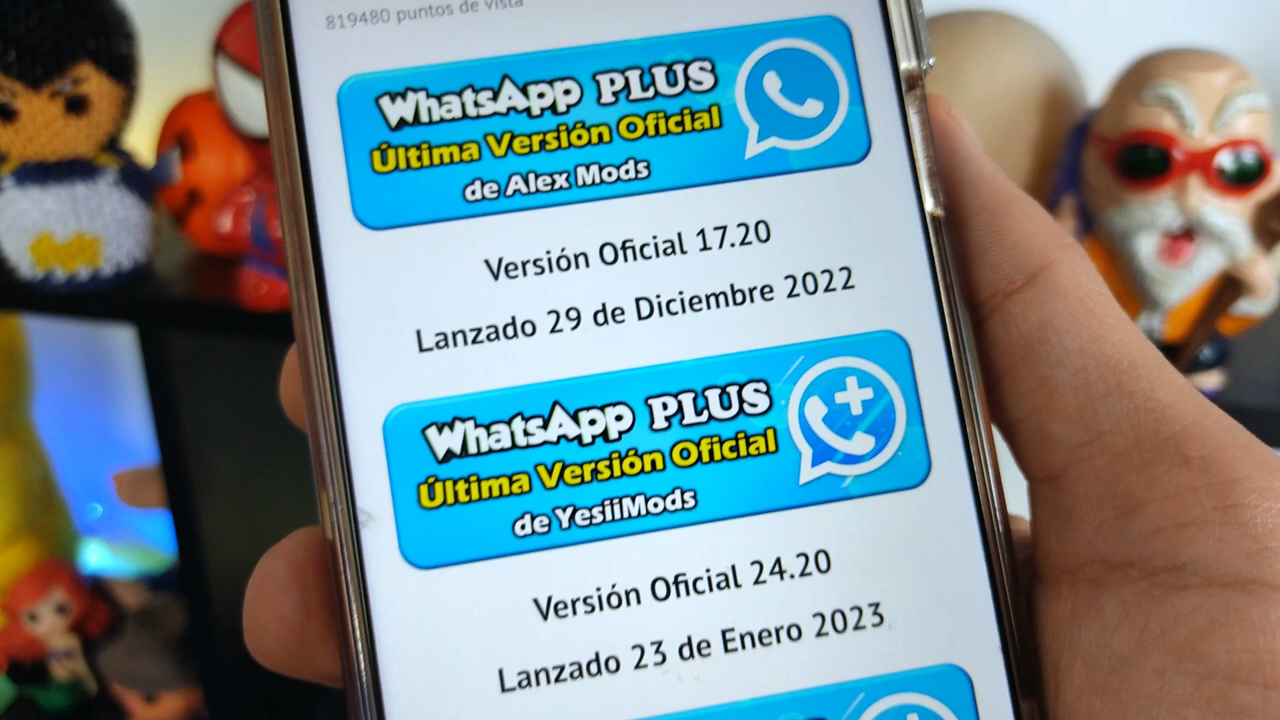 819480 puntos de vista
WhatsApp PLUS
Última Versión Oficial
de Alex Mods
Versión Oficial 17.20
Lanzado 29 de Diciembre 2022
WhatsApp PLUS
Última Versión Oficial
de YesiiMods
Versión Oficial 24.20
Lanzado 23 de Enero 2023